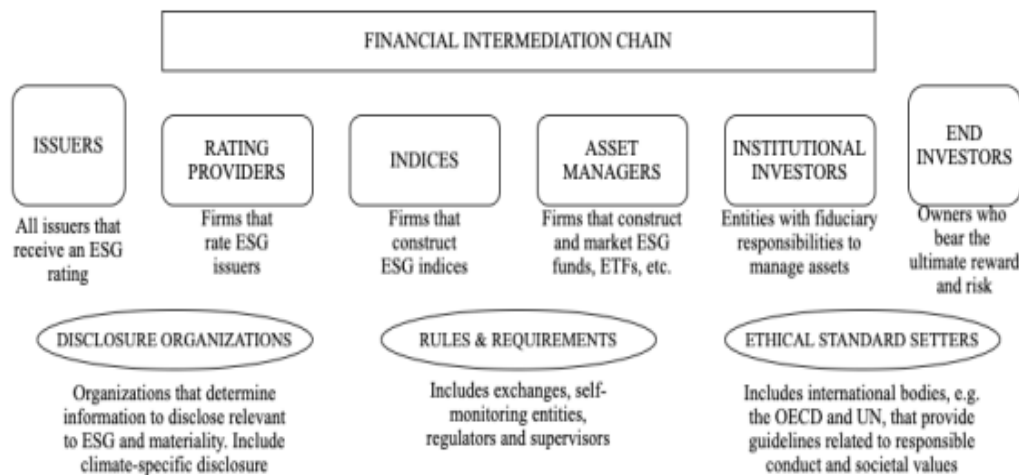 FINANCIAL INTERMEDIATION CHAIN
ISSUERS
All issuers that
receive an ESG
rating
RATING
PROVIDERS
Firms that
rate ESG
issuers
INDICES
Firms that
construct
ESG indices
ASSET
MANAGERS
Firms that construct
and market ESG
funds, ETFs, etc.
INSTITUTIONAL
INVESTORS
Entities with fiduciary
responsibilities to
manage assets
END
INVESTORS
Owners who
bear the
ultimate reward
and risk
DISCLOSURE ORGANIZATIONS
Organizations that determine
information to disclose relevant
to ESG and materiality. Include
climate-specific disclosure
RULES & REQUIREMENTS
Includes exchanges, self-
monitoring entities,
regulators and supervisors
ETHICAL STANDARD SETTERS
Includes international bodies, e.g.
the OECD and UN, that provide
guidelines related to responsible
conduct and societal values